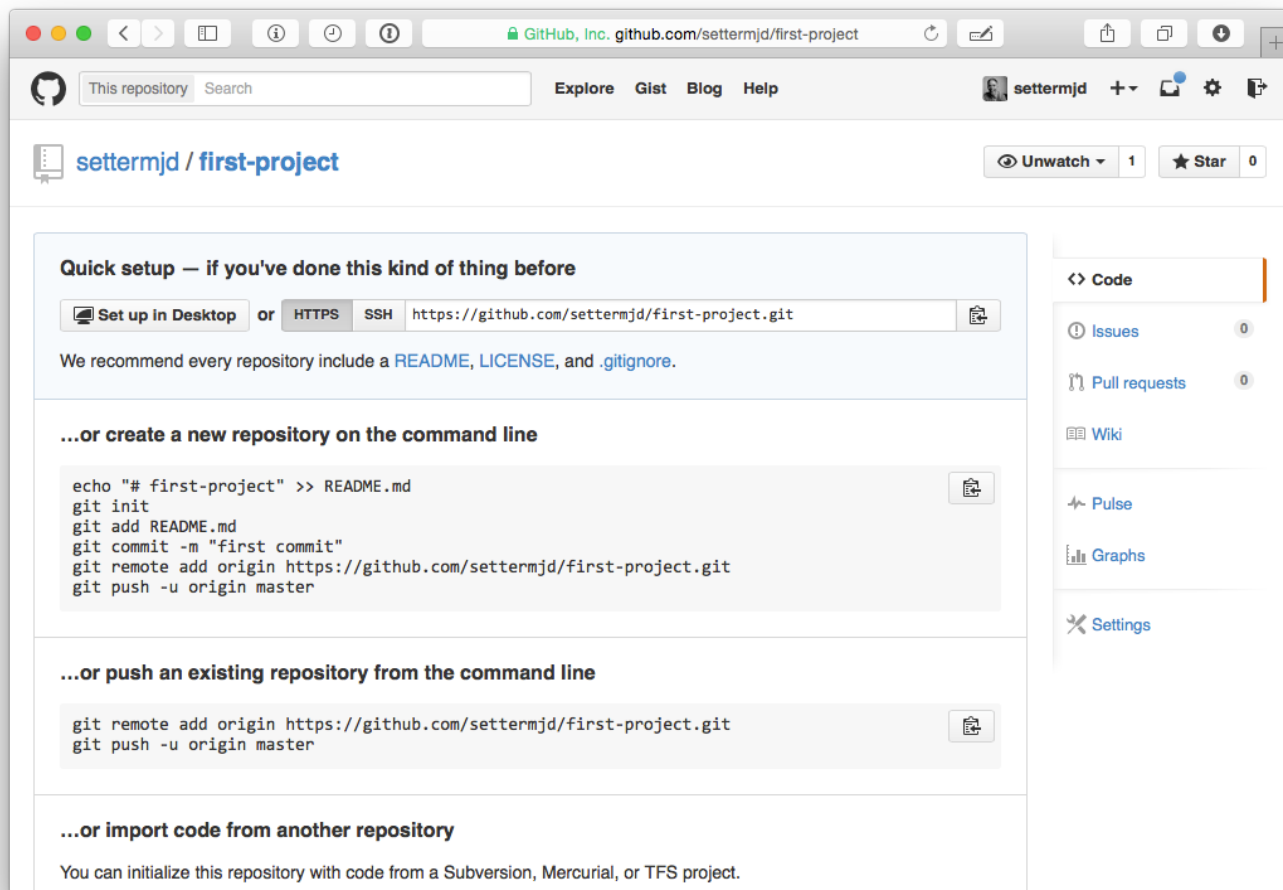 GitHub, Inc. github.com/settermjd/first-project
This repository Search Explore Gist Blog Help settermjd
settermjd / first-project
Unwatch 1 Star 0
Quick setup — if you've done this kind of thing before
Set up in Desktop or HTTPS SSH https://github.com/settermjd/first-project.git
We recommend every repository include a README, LICENSE, and .gitignore.
…or create a new repository on the command line
echo "# first-project" >> README.md
git init
git add README.md
git commit -m "first commit"
git remote add origin https://github.com/settermjd/first-project.git
git push -u origin master
…or push an existing repository from the command line
git remote add origin https://github.com/settermjd/first-project.git
git push -u origin master
…or import code from another repository
You can initialize this repository with code from a Subversion, Mercurial, or TFS project.
Code
Issues 0
Pull requests 0
Wiki
Pulse
Graphs
Settings